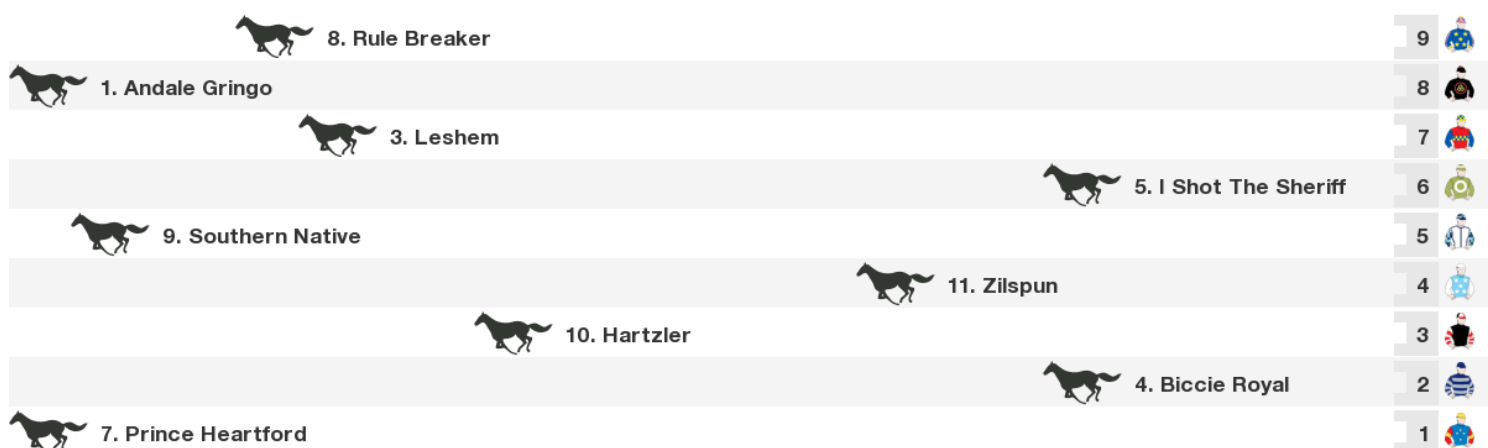 8. Rule Breaker 9
1. Andale Gringo 8
3. Leshem 7
5. I Shot The Sheriff 6
9. Southern Native 5
11. Zilspun 4
10. Hartzler 3
4. Biccie Royal 2
7. Prince Heartford 1